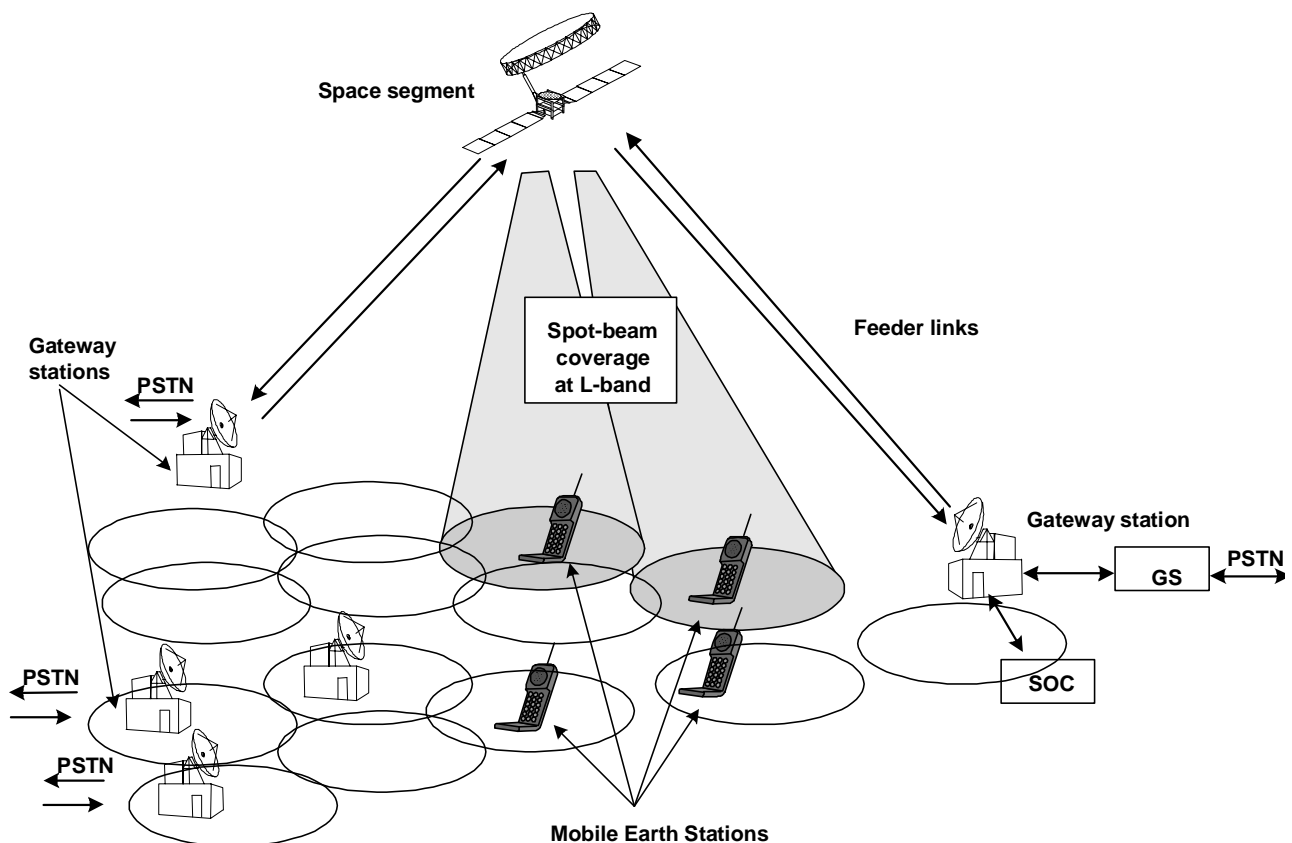 Space segment
Spot-beam
coverage
at L-band
Feeder links
Gateway
stations
PSTN
Gateway station
GS
PSTN
PSTN
SOC
PSTN
Mobile Earth Stations